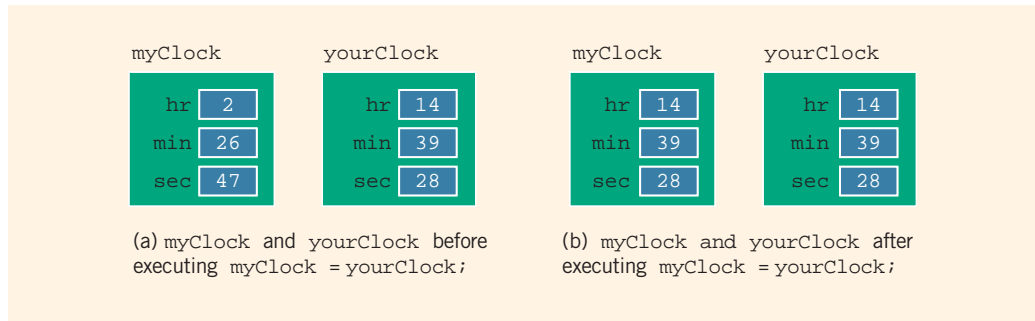 myClock yourClock myClock yourClock
hr 2 hr 14 hr 14 hr 14
min 26 min 39 min 39 min 39
sec 47 sec 28 sec 28 sec 28
(a) myClock and yourClock before
executing myClock = yourClock;
(b) myClock and yourClock after
executing myClock = yourClock;